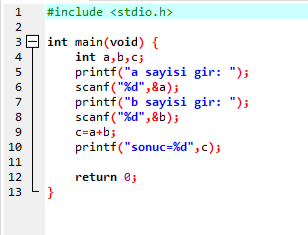 1 #include <stdio.h>
2
3 int main(void) {
4 int a,b,c;
5 printf("a sayisi gir: ");
6 scanf("%d",&a);
7 printf("b sayisi gir: ");
8 scanf("%d",&b);
9 c=a+b;
10 printf("sonuc=%d",c);
11
12 return 0;
13 }